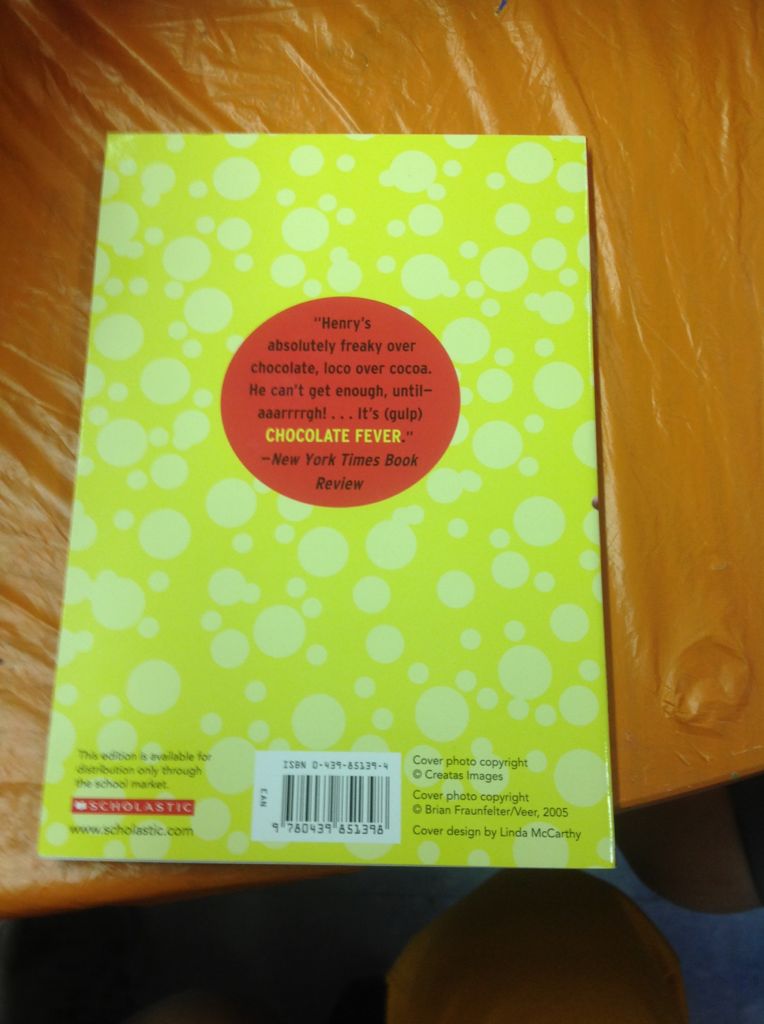 "Henry's
absolutely freaky over
chocolate, loco over cocoa.
He can't get enough, until—
aaarrrrgh! . . . It's (gulp)
CHOCOLATE FEVER."
—New York Times Book
Review
This edition is available for
distribution only through
the school market.
SCHOLASTIC
www.scholastic.com
ISBN 0-439-85139-4
EAN
9 780439 851398
Cover photo copyright
© Creatas Images
Cover photo copyright
© Brian Fraunfelter/Veer, 2005
Cover design by Linda McCarthy